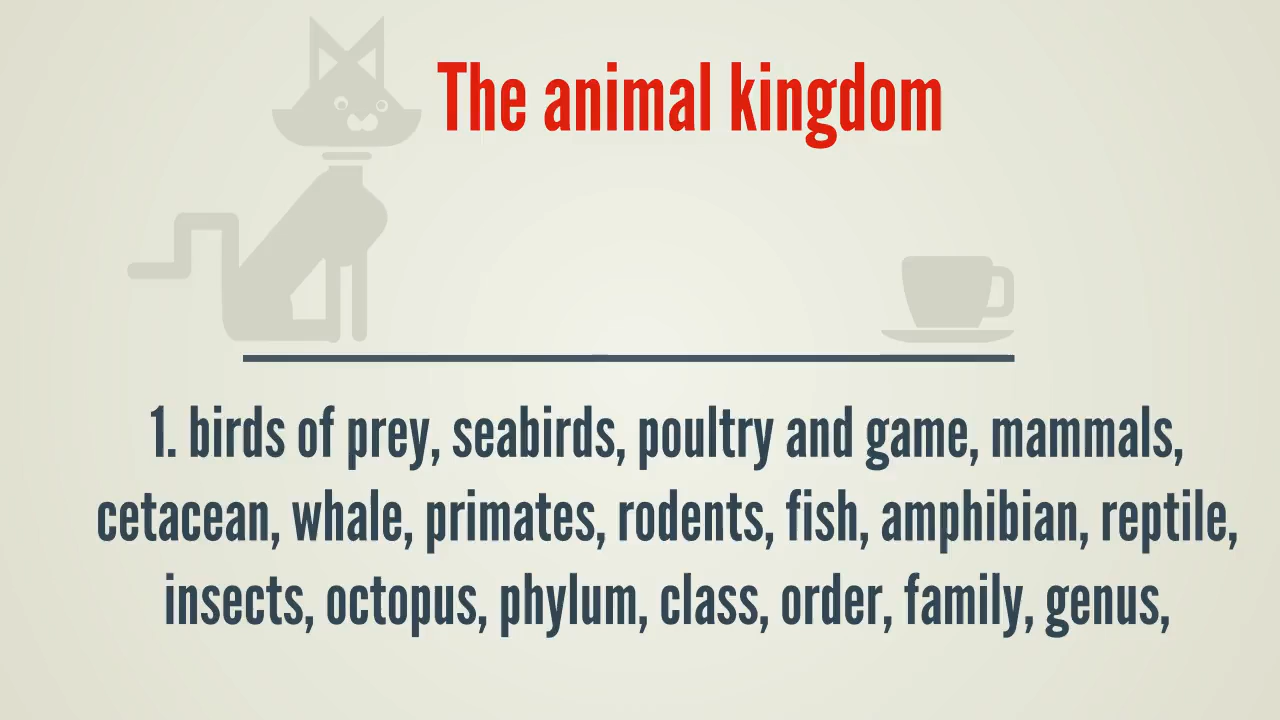 The animal kingdom
1. birds of prey, seabirds, poultry and game, mammals,
cetacean, whale, primates, rodents, fish, amphibian, reptile,
insects, octopus, phylum, class, order, family, genus,